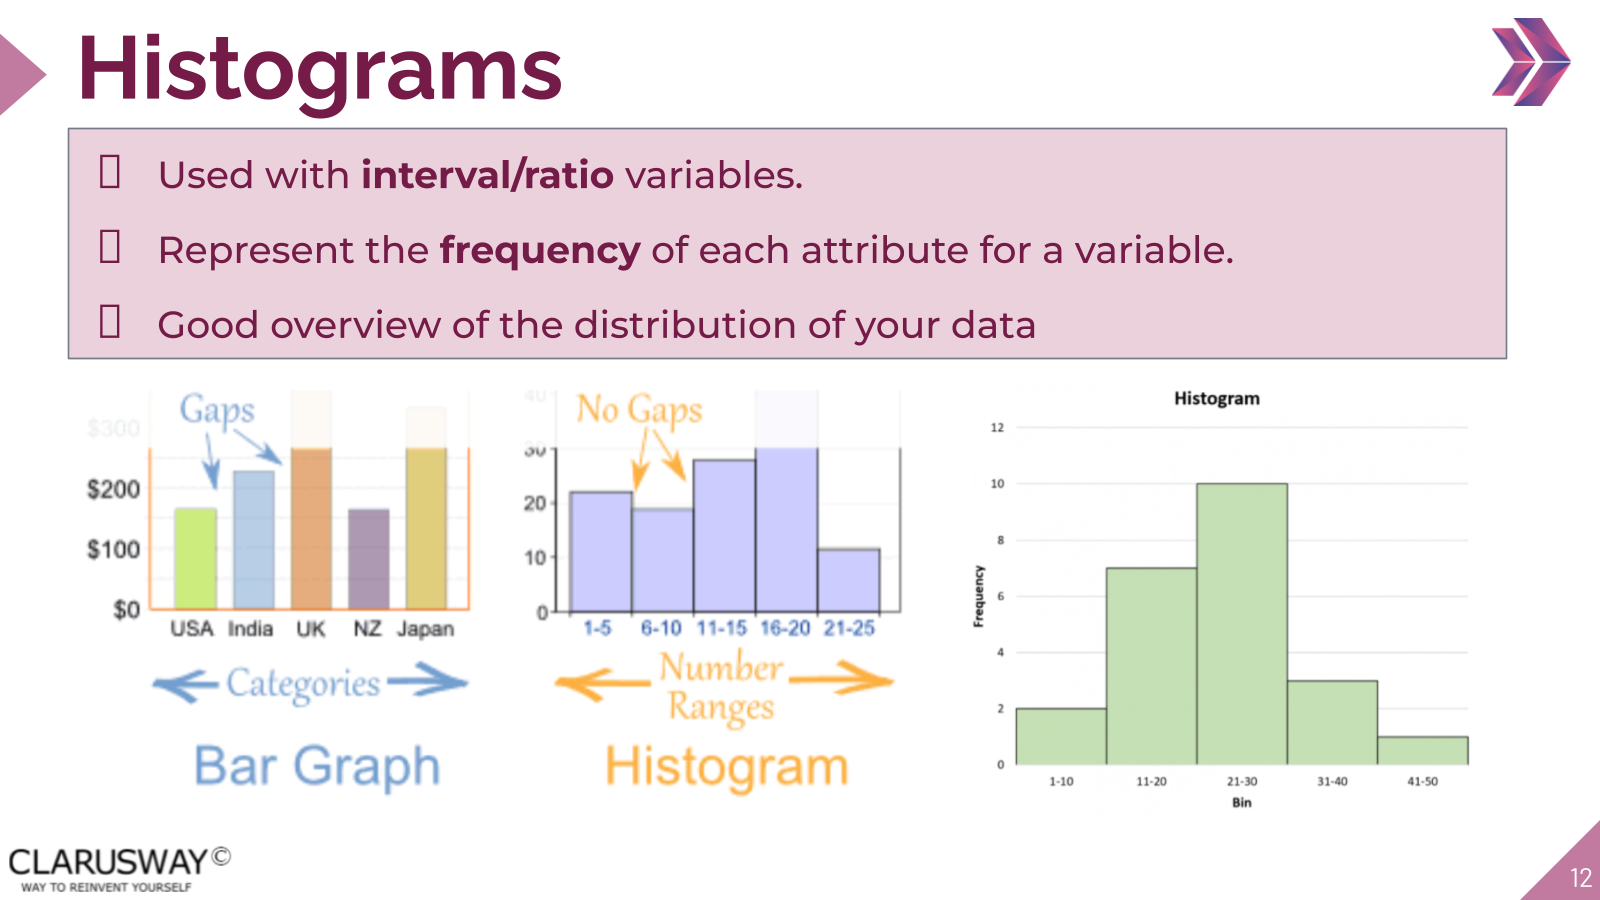 Histograms
Used with interval/ratio variables.
Represent the frequency of each attribute for a variable.
Good overview of the distribution of your data
Gaps
$300
$200
$100
$0
USA India UK NZ Japan
Categories
Bar Graph
No Gaps
40
30
20
10
0
1-5 6-10 11-15 16-20 21-25
Number
Ranges
Histogram
Histogram
12
10
8
6
4
2
0
Frequency
1-10 11-20 21-30 31-40 41-50
Bin
CLARUSWAY©
WAY TO REINVENT YOURSELF
12